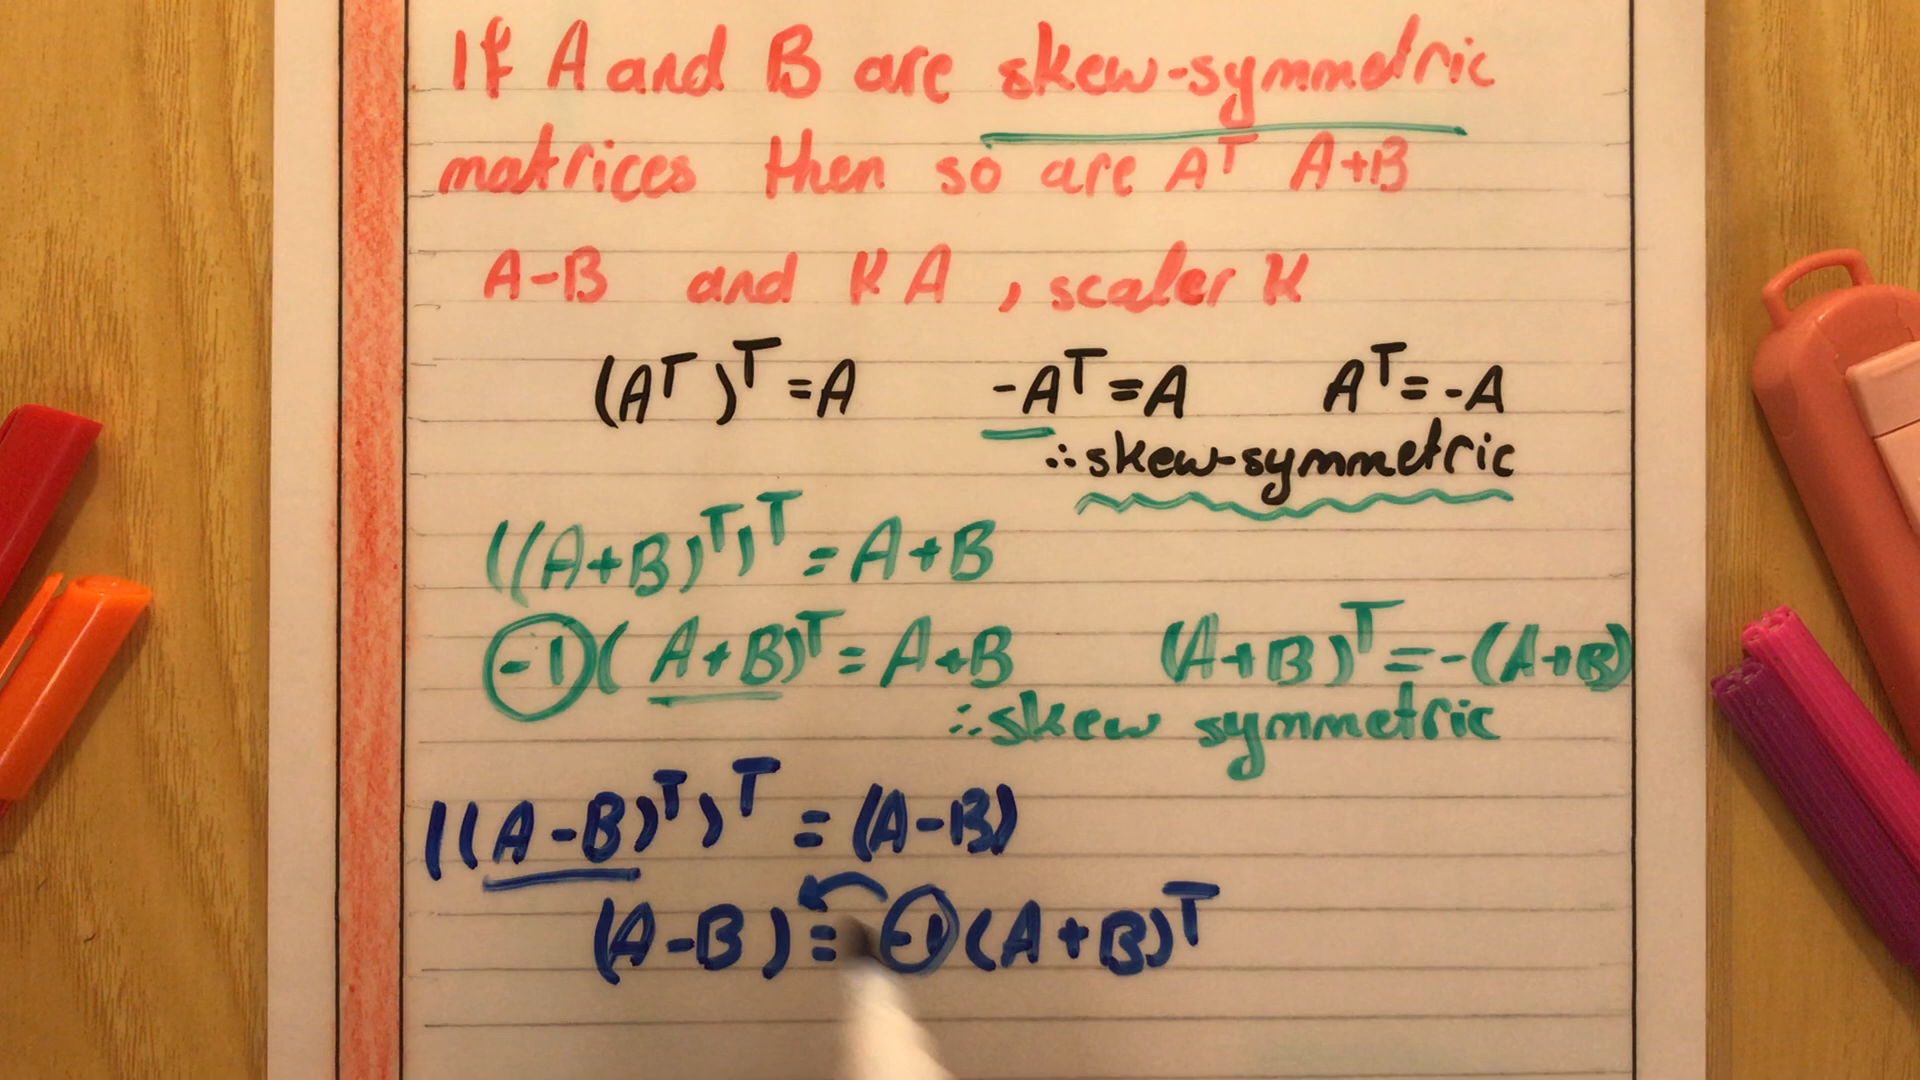 If A and B are skew-symmetric
matrices then so are Aᵀ A+B
A-B and KA , scaler K
(Aᵀ)ᵀ=A -Aᵀ=A Aᵀ=-A
∴skew-symmetric
((A+B)ᵀ)ᵀ=A+B
-1(A+B)ᵀ=A+B (A+B)ᵀ=-(A+B)
∴skew symmetric
((A-B)ᵀ)ᵀ=(A-B)
(A-B)=-1(A+B)ᵀ